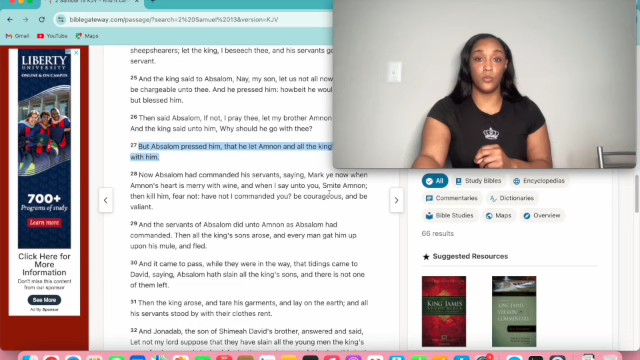 2 Samuel 13 KJV - And it came
biblegateway.com/passage/?search=2%20Samuel%2013&version=KJV
Gmail YouTube Maps
sheepshearers; let the king, I beseech thee, and his servants go
servant.
25 And the king said to Absalom, Nay, my son, let us not all now
be chargeable unto thee. And he pressed him: howbeit he would
but blessed him.
26 Then said Absalom, If not, I pray thee, let my brother Amnon
And the king said unto him, Why should he go with thee?
27 But Absalom pressed him, that he let Amnon and all the king
with him.
28 Now Absalom had commanded his servants, saying, Mark ye now when
Amnon's heart is merry with wine, and when I say unto you, Smite Amnon;
then kill him, fear not: have not I commanded you? be courageous, and be
valiant.
29 And the servants of Absalom did unto Amnon as Absalom had
commanded. Then all the king's sons arose, and every man gat him up
upon his mule, and fled.
30 And it came to pass, while they were in the way, that tidings came to
David, saying, Absalom hath slain all the king's sons, and there is not one
of them left.
31 Then the king arose, and tare his garments, and lay on the earth; and all
his servants stood by with their clothes rent.
32 And Jonadab, the son of Shimeah David's brother, answered and said,
Let not my lord suppose that they have slain all the young men the king's
LIBERTY
UNIVERSITY
ONLINE & ON-CAMPUS
700+
Programs of study
Learn more
Click Here for
More
Information
Don't miss this
content from our
sponsor
See More
Ad By Sponsor
All Study Bibles Encyclopedias
Commentaries Dictionaries
Bible Studies Maps Overview
66 results
Suggested Resources
KING JAMES